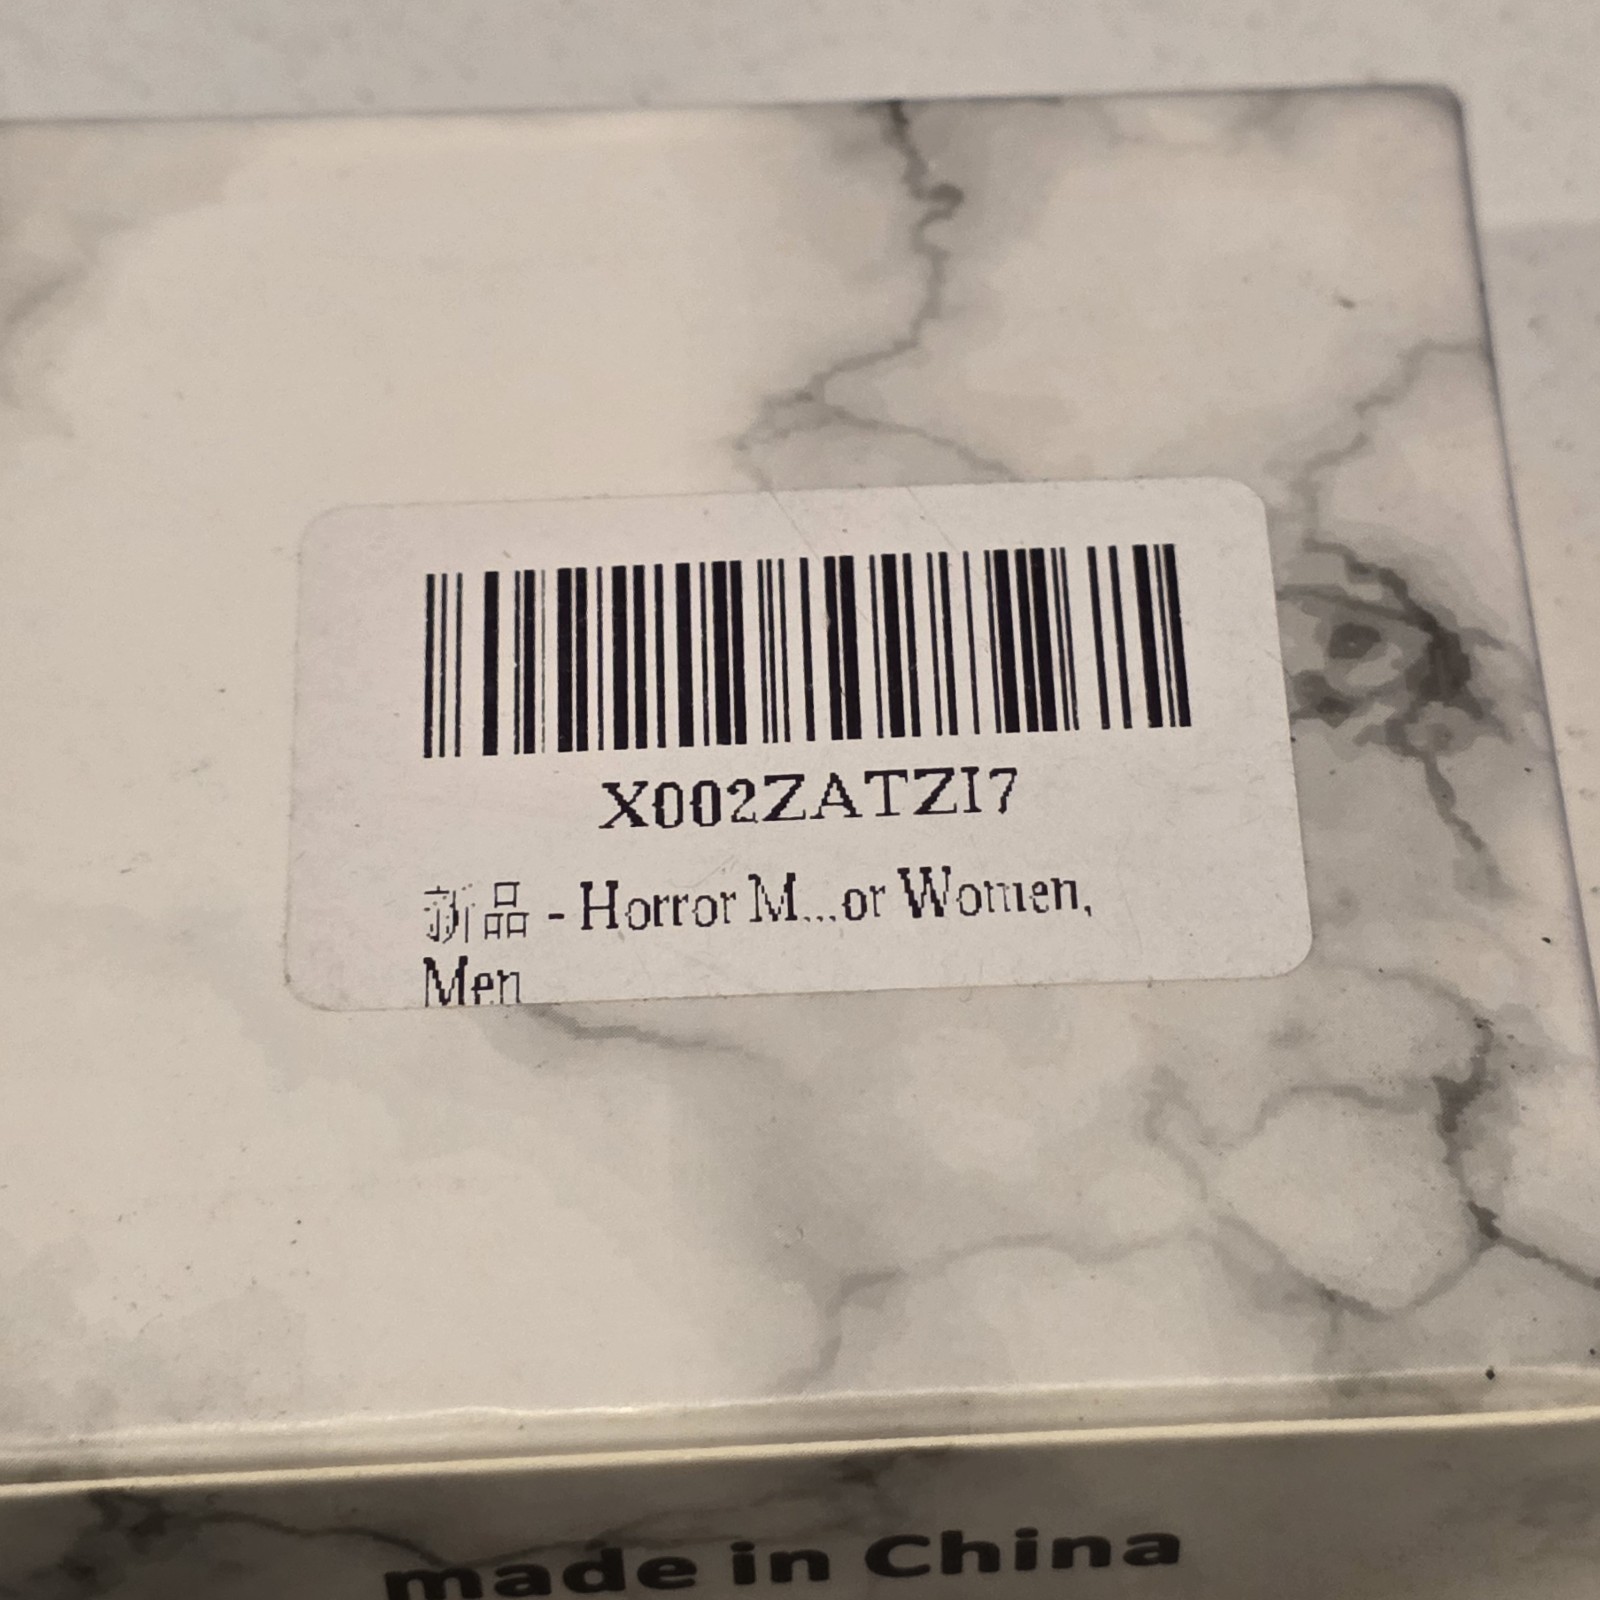 X002ZATZI7
新品 - Horror M...or Women,
Men
made in China